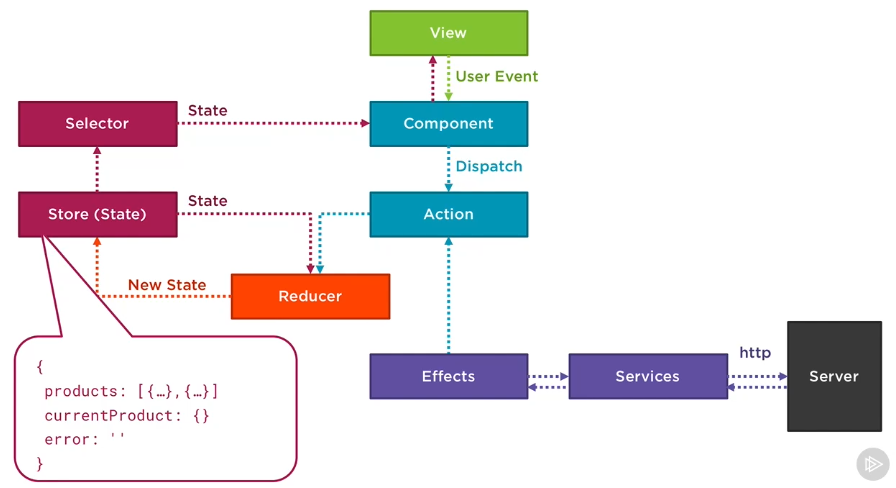 View
User Event
Selector
State
Component
Dispatch
Store (State)
State
Action
New State
Reducer
http
Effects
Services
Server
{
products: [{…},{…}]
currentProduct: {}
error: ''
}